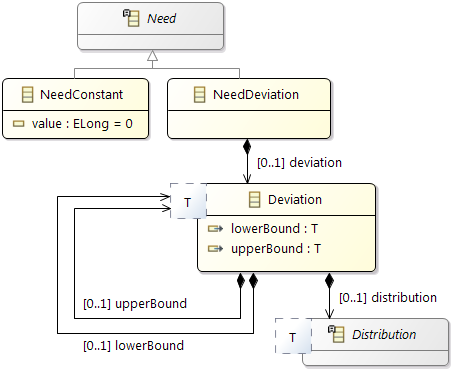 Need
NeedConstant
value : ELong = 0
NeedDeviation
[0..1] deviation
T
Deviation
lowerBound : T
upperBound : T
[0..1] upperBound
[0..1] lowerBound
[0..1] distribution
T
Distribution